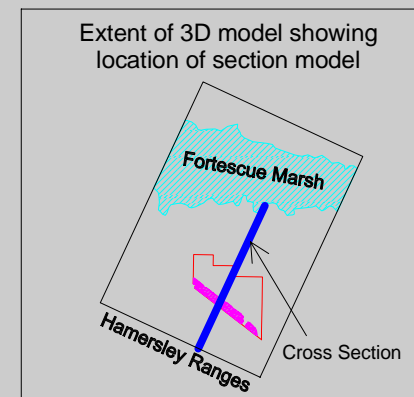 Extent of 3D model showing
location of section model
Fortescue Marsh
Cross Section
Hamersley Ranges